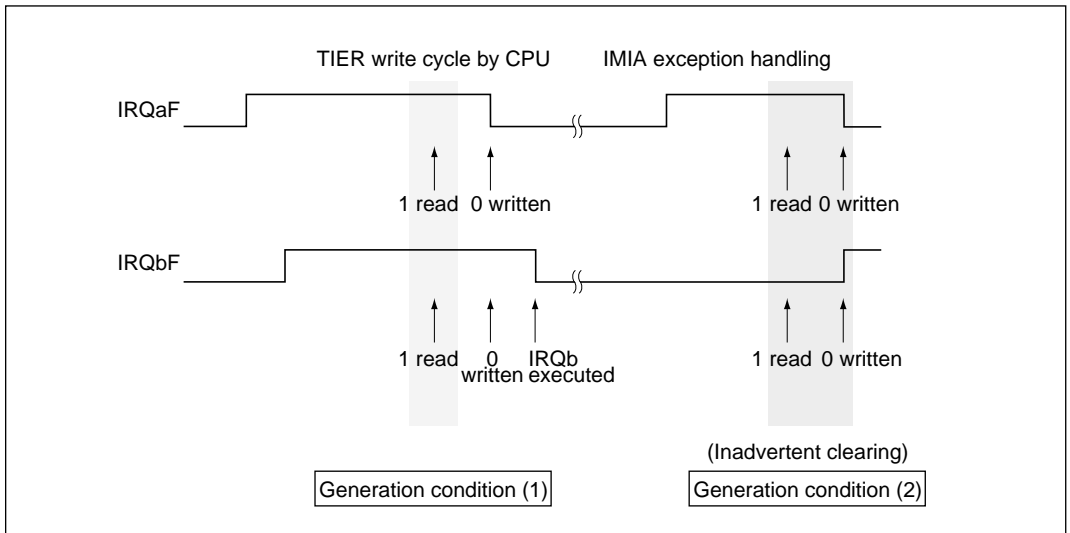 TIER write cycle by CPU IMIA exception handling
IRQaF
1 read 0 written 1 read 0 written
IRQbF
1 read 0 IRQb 1 read 0 written
written executed
(Inadvertent clearing)
Generation condition (1) Generation condition (2)